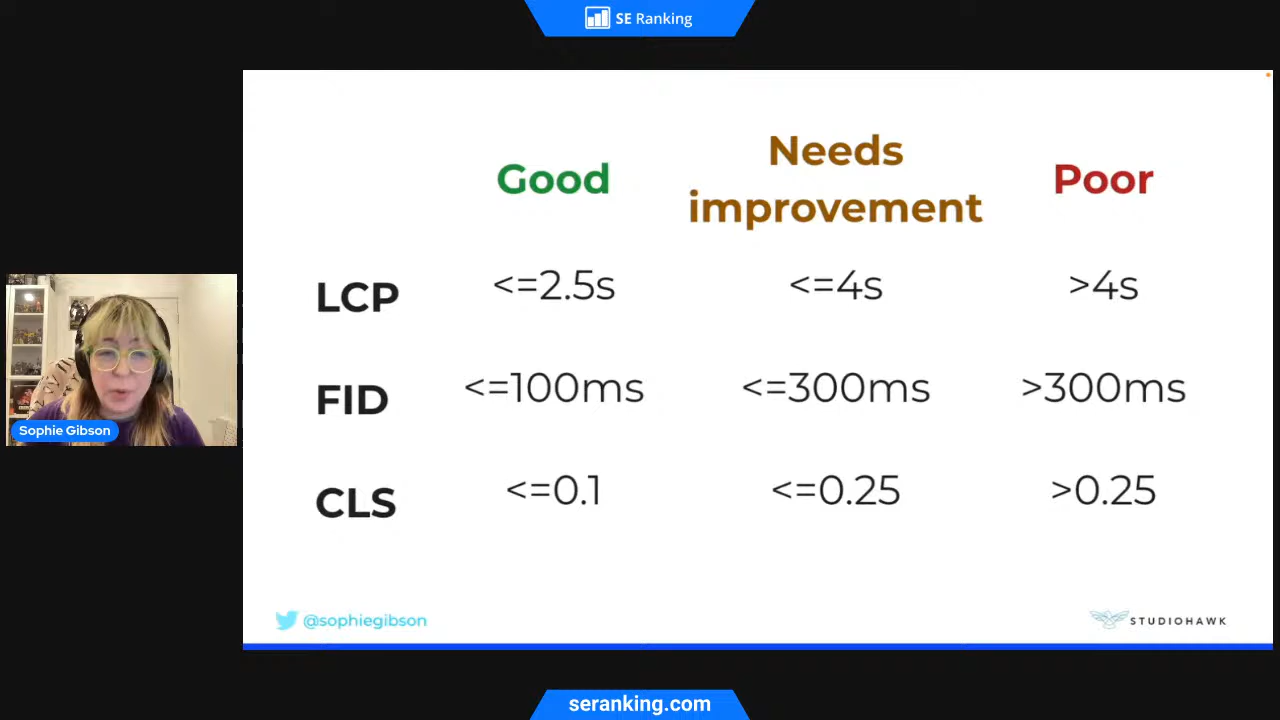 SE Ranking
Good
Needs
improvement
Poor
LCP
<=2.5s
<=4s
>4s
FID
<=100ms
<=300ms
>300ms
CLS
<=0.1
<=0.25
>0.25
Sophie Gibson
@sophiegibson
STUDIOHAWK
seranking.com